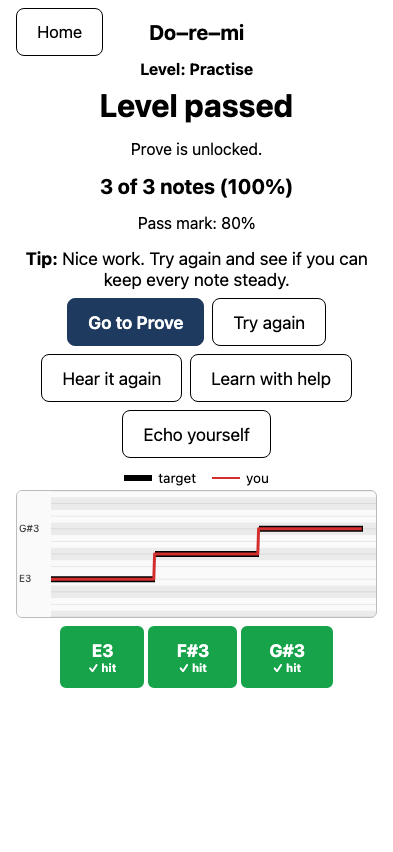 Home
Do–re–mi
Level: Practise
Level passed
Prove is unlocked.
3 of 3 notes (100%)
Pass mark: 80%
Tip: Nice work. Try again and see if you can
keep every note steady.
Go to Prove
Try again
Hear it again
Learn with help
Echo yourself
target
you
G#3
E3
E3
✓ hit
F#3
✓ hit
G#3
✓ hit